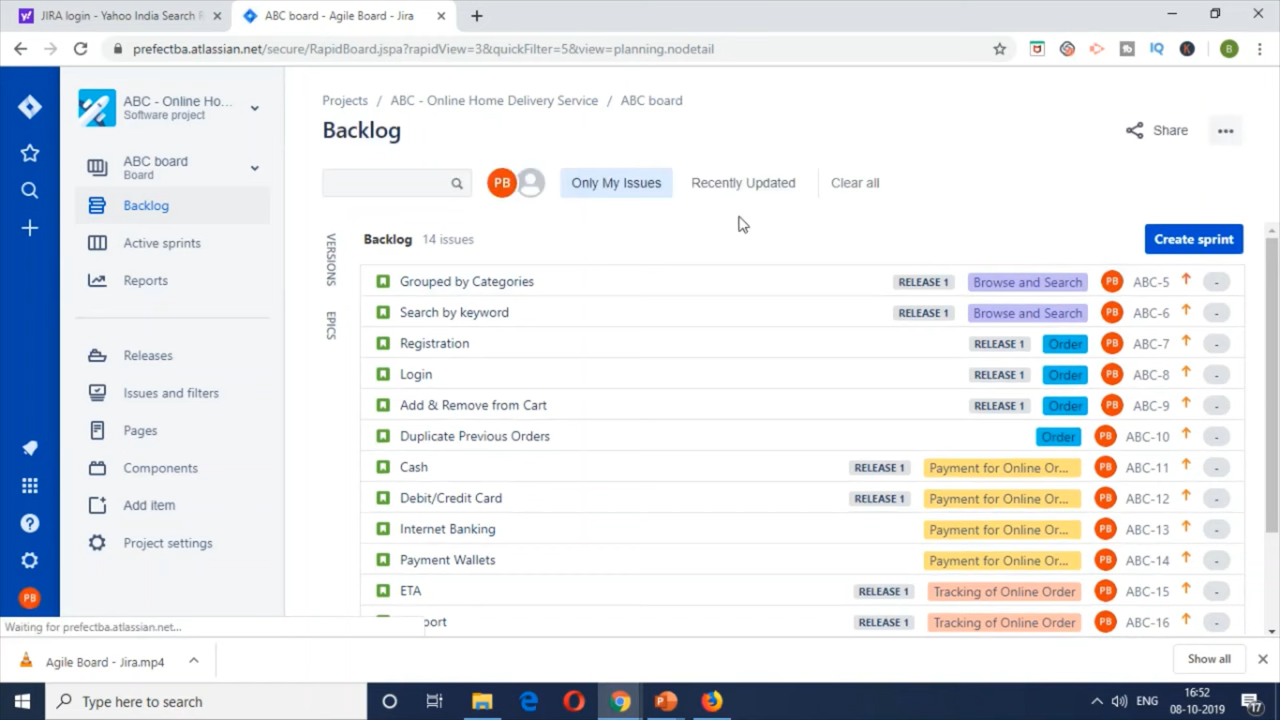 JIRA login - Yahoo India Search R
ABC board - Agile Board - Jira
prefectba.atlassian.net/secure/RapidBoard.jspa?rapidView=3&quickFilter=5&view=planning.nodetail
IQ
K
B
ABC - Online Ho...
Software project
ABC board
Board
Backlog
Active sprints
Reports
Releases
Issues and filters
Pages
Components
Add item
Project settings
PB
Projects / ABC - Online Home Delivery Service / ABC board
Backlog
Share
PB
Only My Issues
Recently Updated
Clear all
VERSIONS
EPICS
Backlog 14 issues
Create sprint
Grouped by Categories RELEASE 1 Browse and Search PB ABC-5 -
Search by keyword RELEASE 1 Browse and Search PB ABC-6 -
Registration RELEASE 1 Order PB ABC-7 -
Login RELEASE 1 Order PB ABC-8 -
Add & Remove from Cart RELEASE 1 Order PB ABC-9 -
Duplicate Previous Orders Order PB ABC-10 -
Cash RELEASE 1 Payment for Online Or... PB ABC-11 -
Debit/Credit Card RELEASE 1 Payment for Online Or... PB ABC-12 -
Internet Banking Payment for Online Or... PB ABC-13 -
Payment Wallets Payment for Online Or... PB ABC-14 -
ETA RELEASE 1 Tracking of Online Order PB ABC-15 -
RELEASE 1 Tracking of Online Order PB ABC-16 -
Waiting for prefectba.atlassian.net...
Agile Board - Jira.mp4
Show all
Type here to search
ENG
16:52
08-10-2019
17